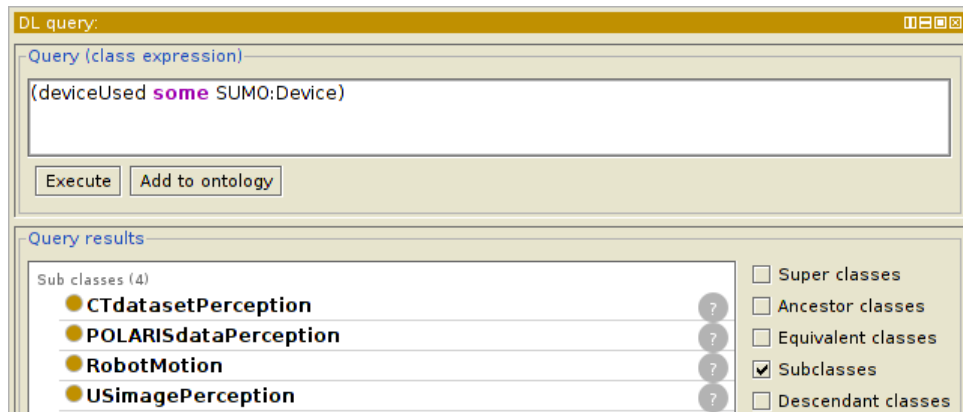 DL query:
Query (class expression)
(deviceUsed some SUMO:Device)
Execute Add to ontology
Query results
Sub classes (4)
CTdatasetPerception ?
POLARISdataPerception ?
RobotMotion ?
USimagePerception ?
Super classes
Ancestor classes
Equivalent classes
Subclasses
Descendant classes